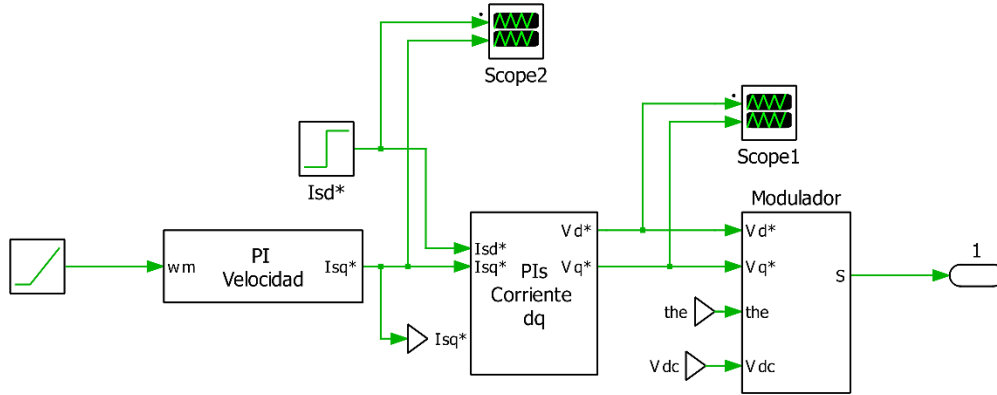 Scope2
Scope1
Isd*
Modulador
PI
Velocidad
wm
Isq*
Isq*
Isd*
Isq*
PIs
Corriente
dq
Vd*
Vq*
Vd*
Vq*
the
the
Vdc
Vdc
S
1